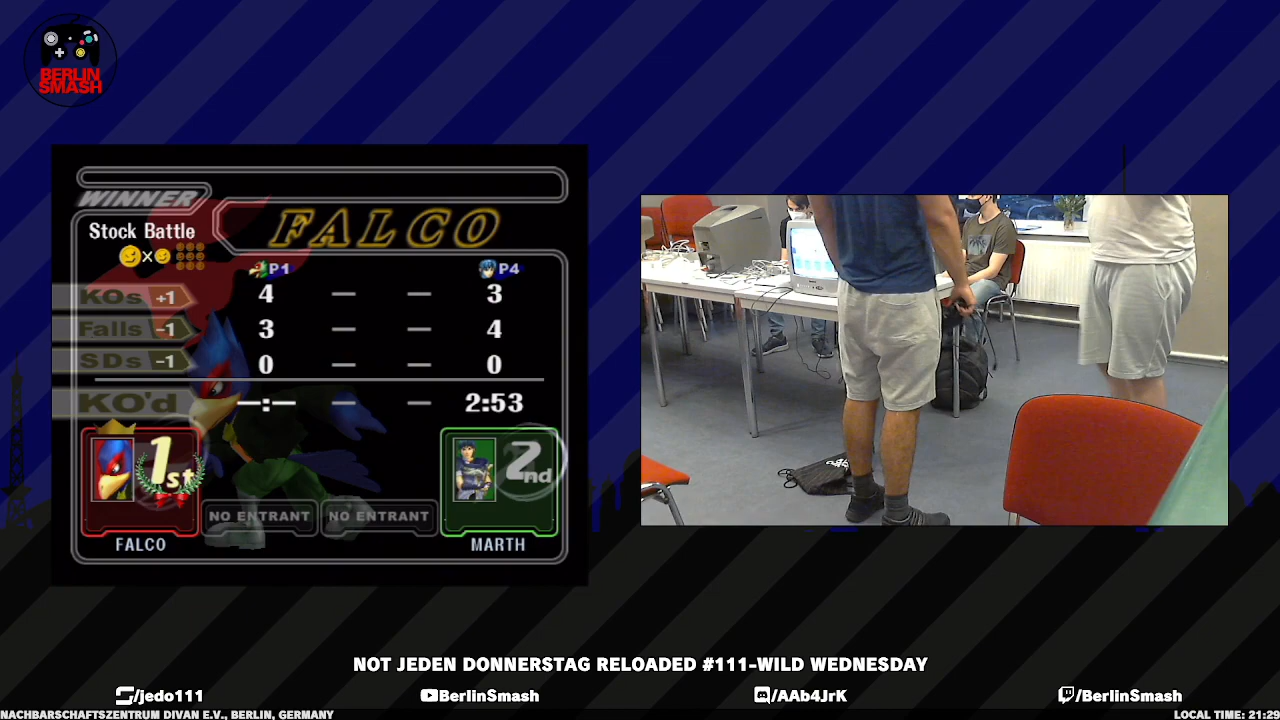 BERLIN
SMASH
WINNER
FALCO
Stock Battle
×
P1
P4
KOs +1
4
—
—
3
Falls -1
3
—
—
4
SDs -1
0
—
—
0
KO'd
—:—
—
—
2:53
1st
2nd
NO ENTRANT
NO ENTRANT
FALCO
MARTH
NOT JEDEN DONNERSTAG RELOADED #111-WILD WEDNESDAY
/jedo111
BerlinSmash
/AAb4JrK
/BerlinSmash
NACHBARSCHAFTSZENTRUM DIVAN E.V., BERLIN, GERMANY
LOCAL TIME: 21:29